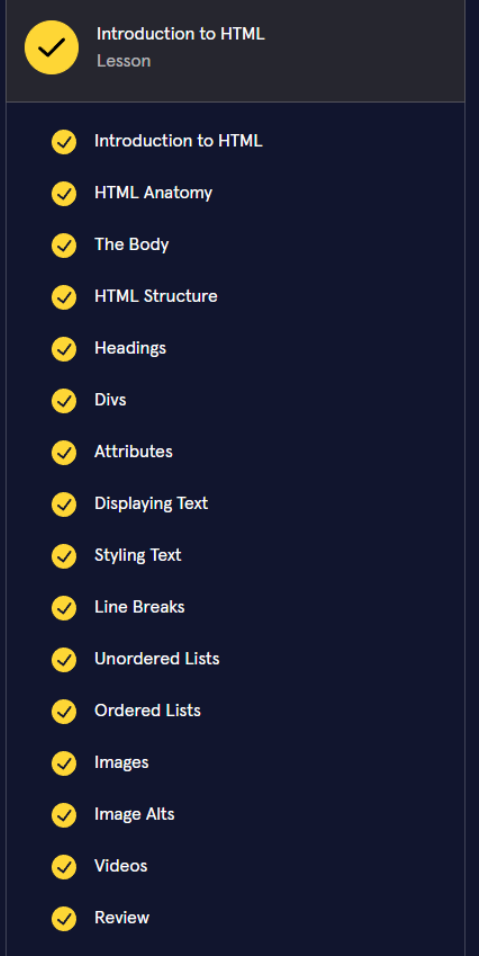 Introduction to HTML
Lesson
Introduction to HTML
HTML Anatomy
The Body
HTML Structure
Headings
Divs
Attributes
Displaying Text
Styling Text
Line Breaks
Unordered Lists
Ordered Lists
Images
Image Alts
Videos
Review